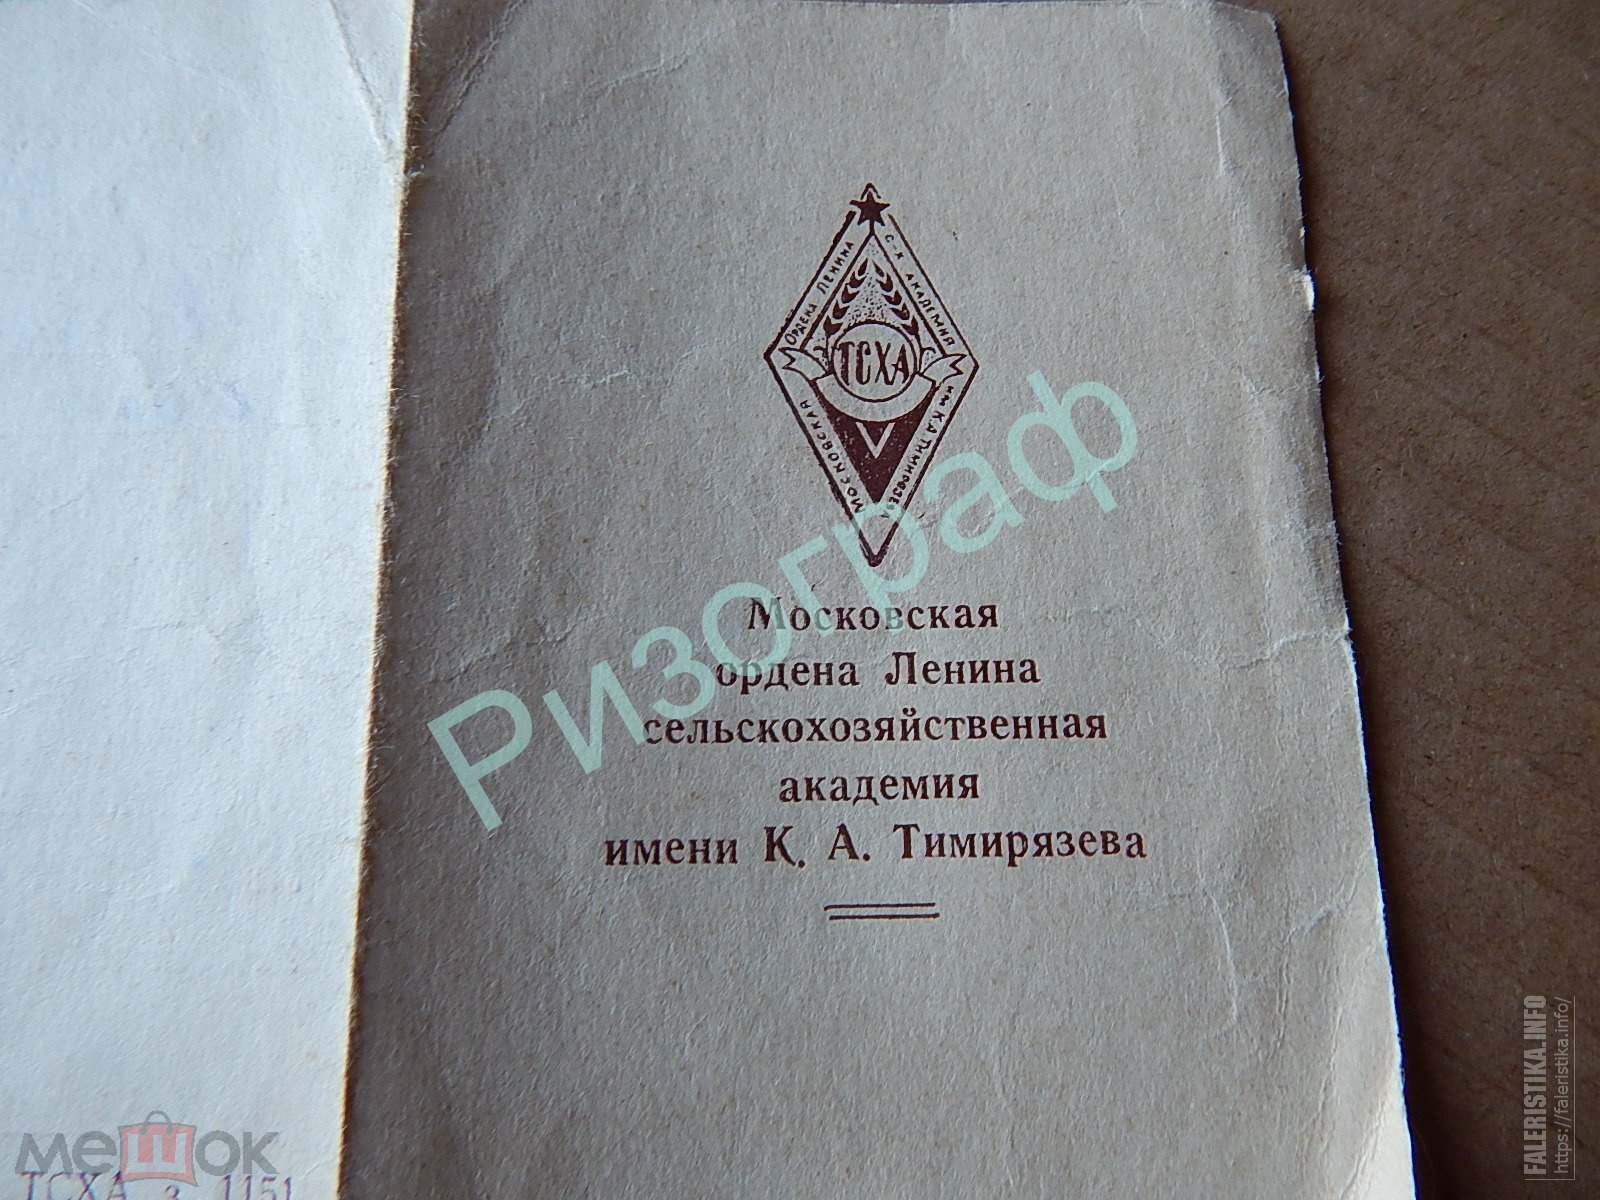 ОРДЕНА ЛЕНИНА
С-Х АКАДЕМИЯ
ТСХА
МОСКОВСКАЯ
ИМ К.А ТИМИРЯЗЕВА
Московская
ордена Ленина
сельскохозяйственная
академия
имени К. А. Тимирязева
Ризограф
мешок
ТСХА з. 1151
FALERISTIKA.INFO
https://faleristika.info/